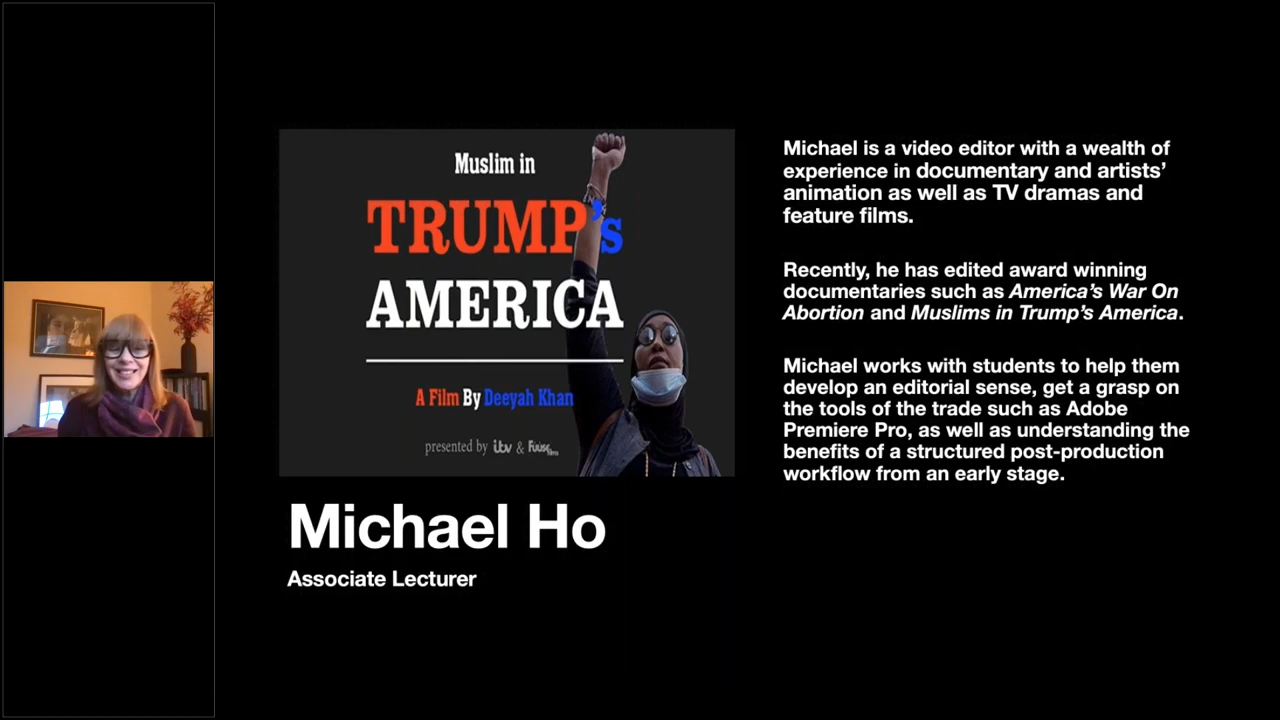 Muslim in
TRUMP's
AMERICA
A Film By Deeyah Khan
presented by itv & Fuuse films
Michael Ho
Associate Lecturer
Michael is a video editor with a wealth of
experience in documentary and artists’
animation as well as TV dramas and
feature films.
Recently, he has edited award winning
documentaries such as America’s War On
Abortion and Muslims in Trump’s America.
Michael works with students to help them
develop an editorial sense, get a grasp on
the tools of the trade such as Adobe
Premiere Pro, as well as understanding the
benefits of a structured post-production
workflow from an early stage.